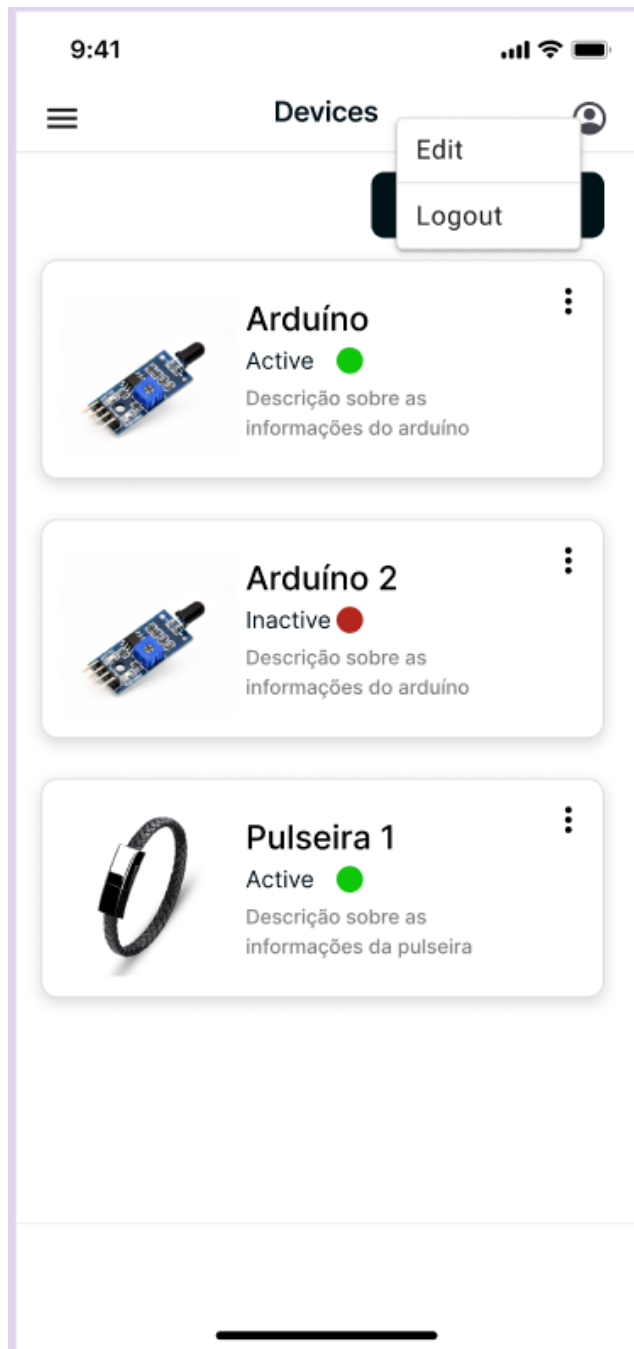 9:41
Devices
Edit
Logout
Arduíno
Active
Descrição sobre as
informações do arduíno
Arduíno 2
Inactive
Descrição sobre as
informações do arduíno
Pulseira 1
Active
Descrição sobre as
informações da pulseira